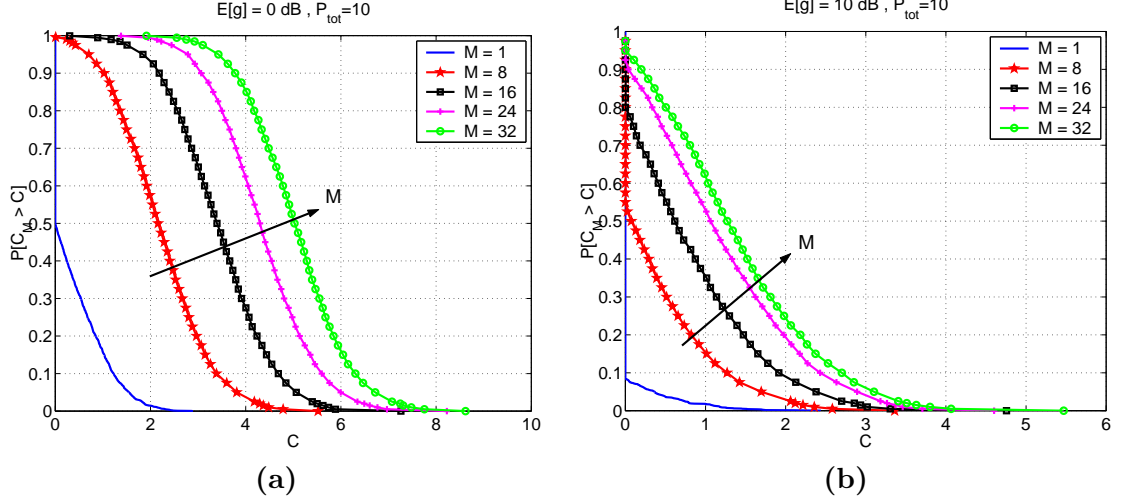 E[g] = 0 dB , P_tot=10
1
0.9
0.8
0.7
0.6
0.5
0.4
0.3
0.2
0.1
0
P[C_M > C]
M = 1
M = 8
M = 16
M = 24
M = 32
M
0 2 4 6 8 10
C
(a)
E[g] = 10 dB , P_tot=10
1
0.9
0.8
0.7
0.6
0.5
0.4
0.3
0.2
0.1
0
P[C_M > C]
M = 1
M = 8
M = 16
M = 24
M = 32
M
0 1 2 3 4 5 6
C
(b)